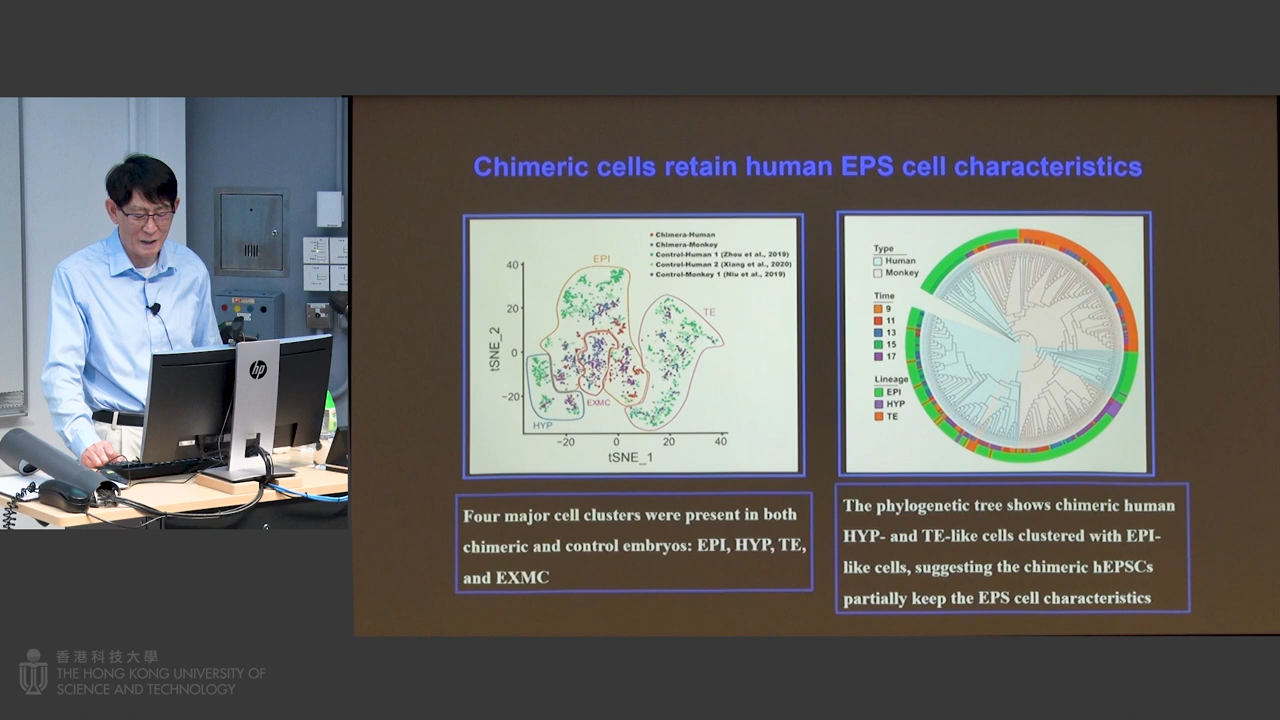 Chimeric cells retain human EPS cell characteristics
Chimera-Human
Chimera-Monkey
Control-Human 1 (Zhou et al., 2019)
Control-Human 2 (Xiang et al., 2020)
Control-Monkey 1 (Niu et al., 2019)
EPI
TE
EXMC
HYP
40
20
0
−20
tSNE_2
−20
0
20
40
tSNE_1
Type
Human
Monkey
Time
9
11
13
15
17
Lineage
EPI
HYP
TE
Four major cell clusters were present in both
chimeric and control embryos: EPI, HYP, TE,
and EXMC
The phylogenetic tree shows chimeric human
HYP- and TE-like cells clustered with EPI-
like cells, suggesting the chimeric hEPSCs
partially keep the EPS cell characteristics
hp
香港科技大學
THE HONG KONG UNIVERSITY OF
SCIENCE AND TECHNOLOGY